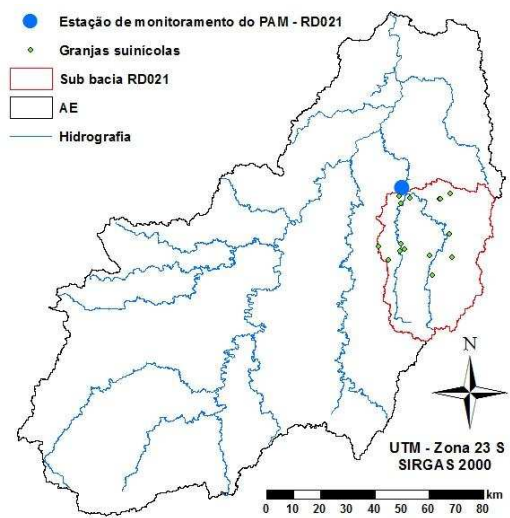 Estação de monitoramento do PAM - RD021
Granjas suinícolas
Sub bacia RD021
AE
Hidrografia
N
UTM - Zona 23 S
SIRGAS 2000
km
0 10 20 30 40 50 60 70 80